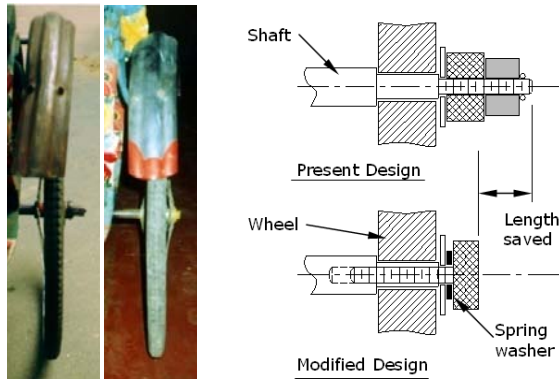 Shaft
Present Design
Wheel
Length
saved
Spring
washer
Modified Design